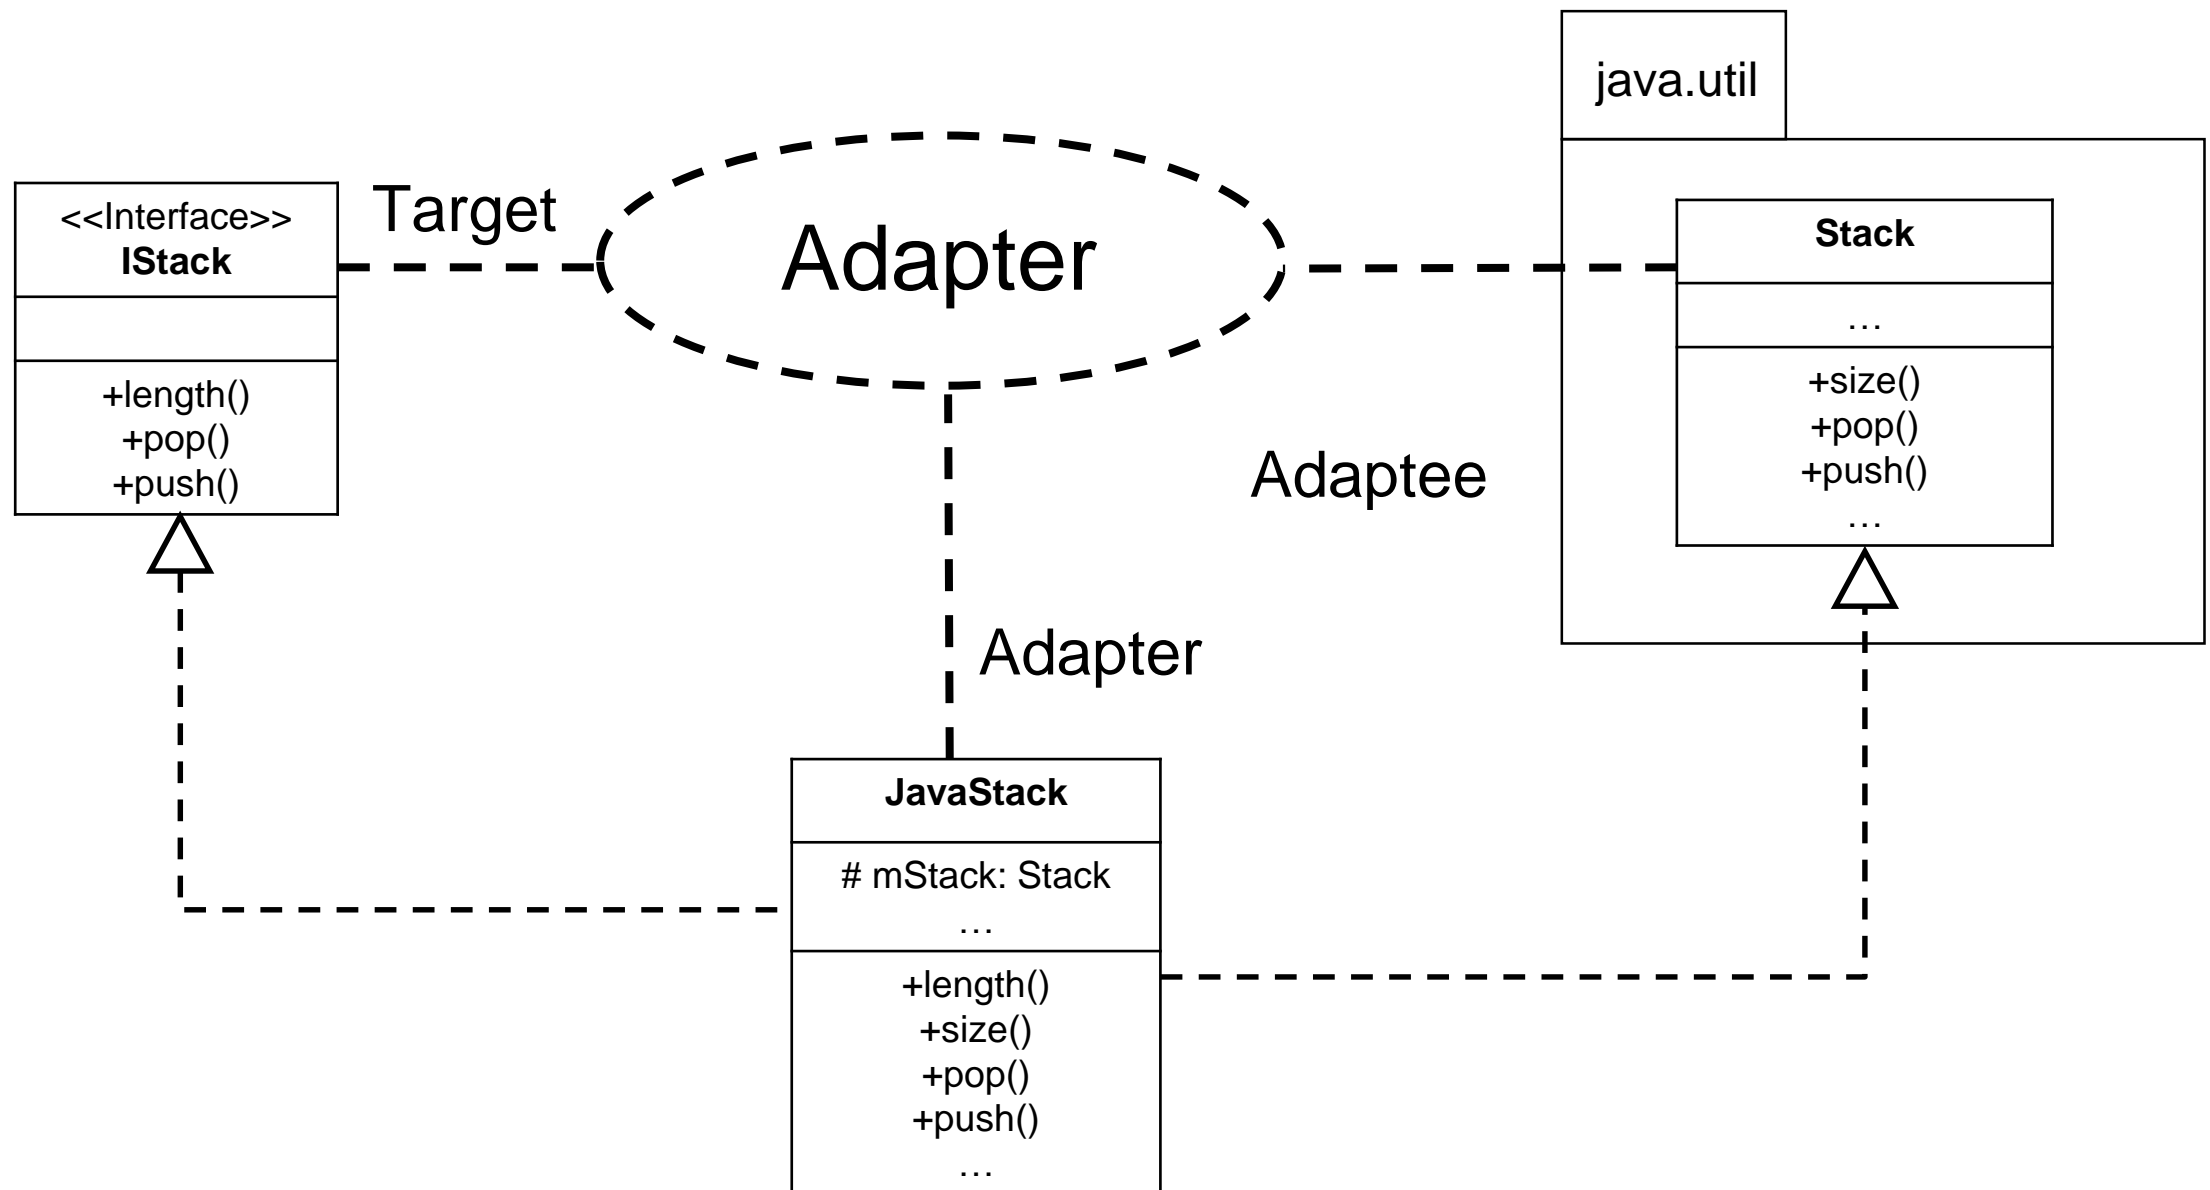 java.util
<<Interface>>
IStack
+length()
+pop()
+push()
Target
Adapter
Stack
…
+size()
+pop()
+push()
…
Adaptee
Adapter
JavaStack
# mStack: Stack
…
+length()
+size()
+pop()
+push()
…